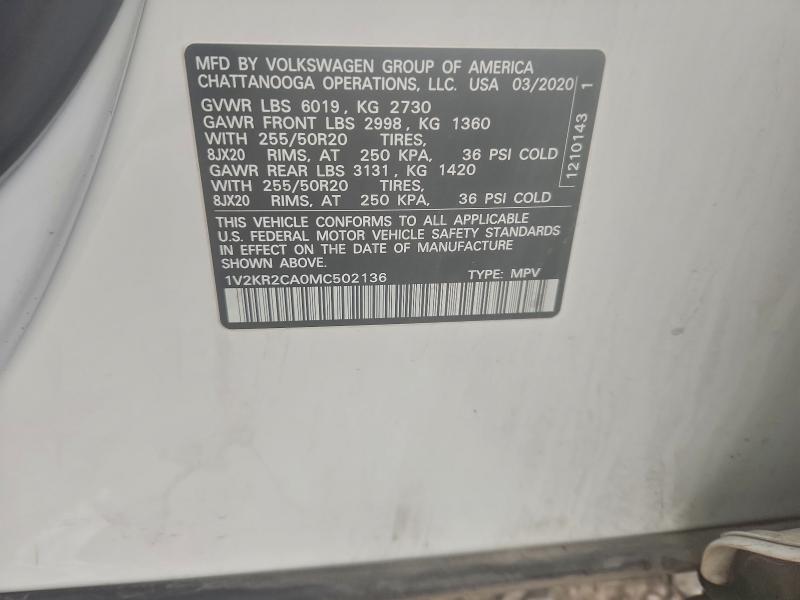 MFD BY VOLKSWAGEN GROUP OF AMERICA
CHATTANOOGA OPERATIONS, LLC. USA 03/2020
GVWR LBS 6019, KG 2730
GAWR FRONT LBS 2998, KG 1360
WITH 255/50R20 TIRES,
8JX20 RIMS, AT 250 KPA, 36 PSI COLD
GAWR REAR LBS 3131, KG 1420
WITH 255/50R20 TIRES,
8JX20 RIMS, AT 250 KPA, 36 PSI COLD
THIS VEHICLE CONFORMS TO ALL APPLICABLE
U.S. FEDERAL MOTOR VEHICLE SAFETY STANDARDS
IN EFFECT ON THE DATE OF MANUFACTURE
SHOWN ABOVE.
1V2KR2CA0MC502136 TYPE: MPV
1210143 1